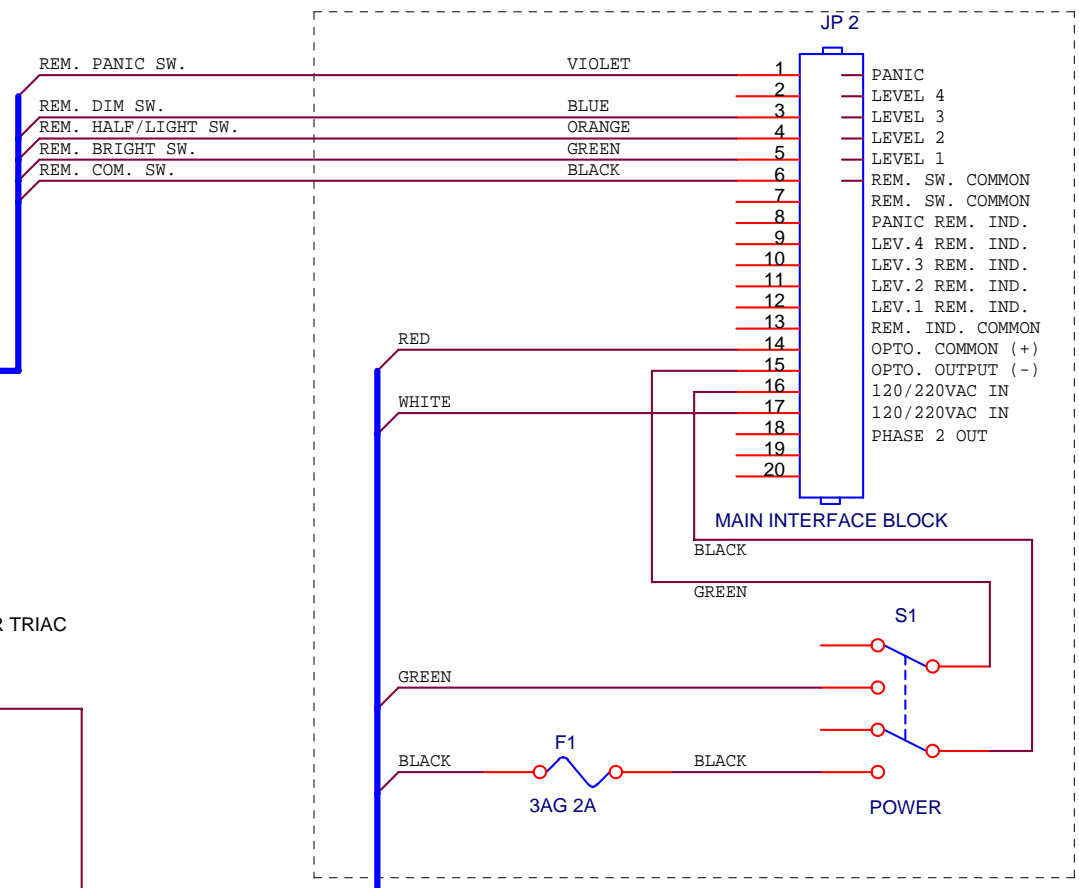 JP 2
REM. PANIC SW. VIOLET 1 PANIC
2 LEVEL 4
REM. DIM SW. BLUE 3 LEVEL 3
REM. HALF/LIGHT SW. ORANGE 4 LEVEL 2
REM. BRIGHT SW. GREEN 5 LEVEL 1
REM. COM. SW. BLACK 6 REM. SW. COMMON
7 REM. SW. COMMON
8 PANIC REM. IND.
9 LEV.4 REM. IND.
10 LEV.3 REM. IND.
11 LEV.2 REM. IND.
12 LEV.1 REM. IND.
13 REM. IND. COMMON
RED 14 OPTO. COMMON (+)
15 OPTO. OUTPUT (-)
16 120/220VAC IN
WHITE 17 120/220VAC IN
18 PHASE 2 OUT
19
20
MAIN INTERFACE BLOCK
BLACK
GREEN
S1
R TRIAC
GREEN
F1
BLACK BLACK
3AG 2A POWER